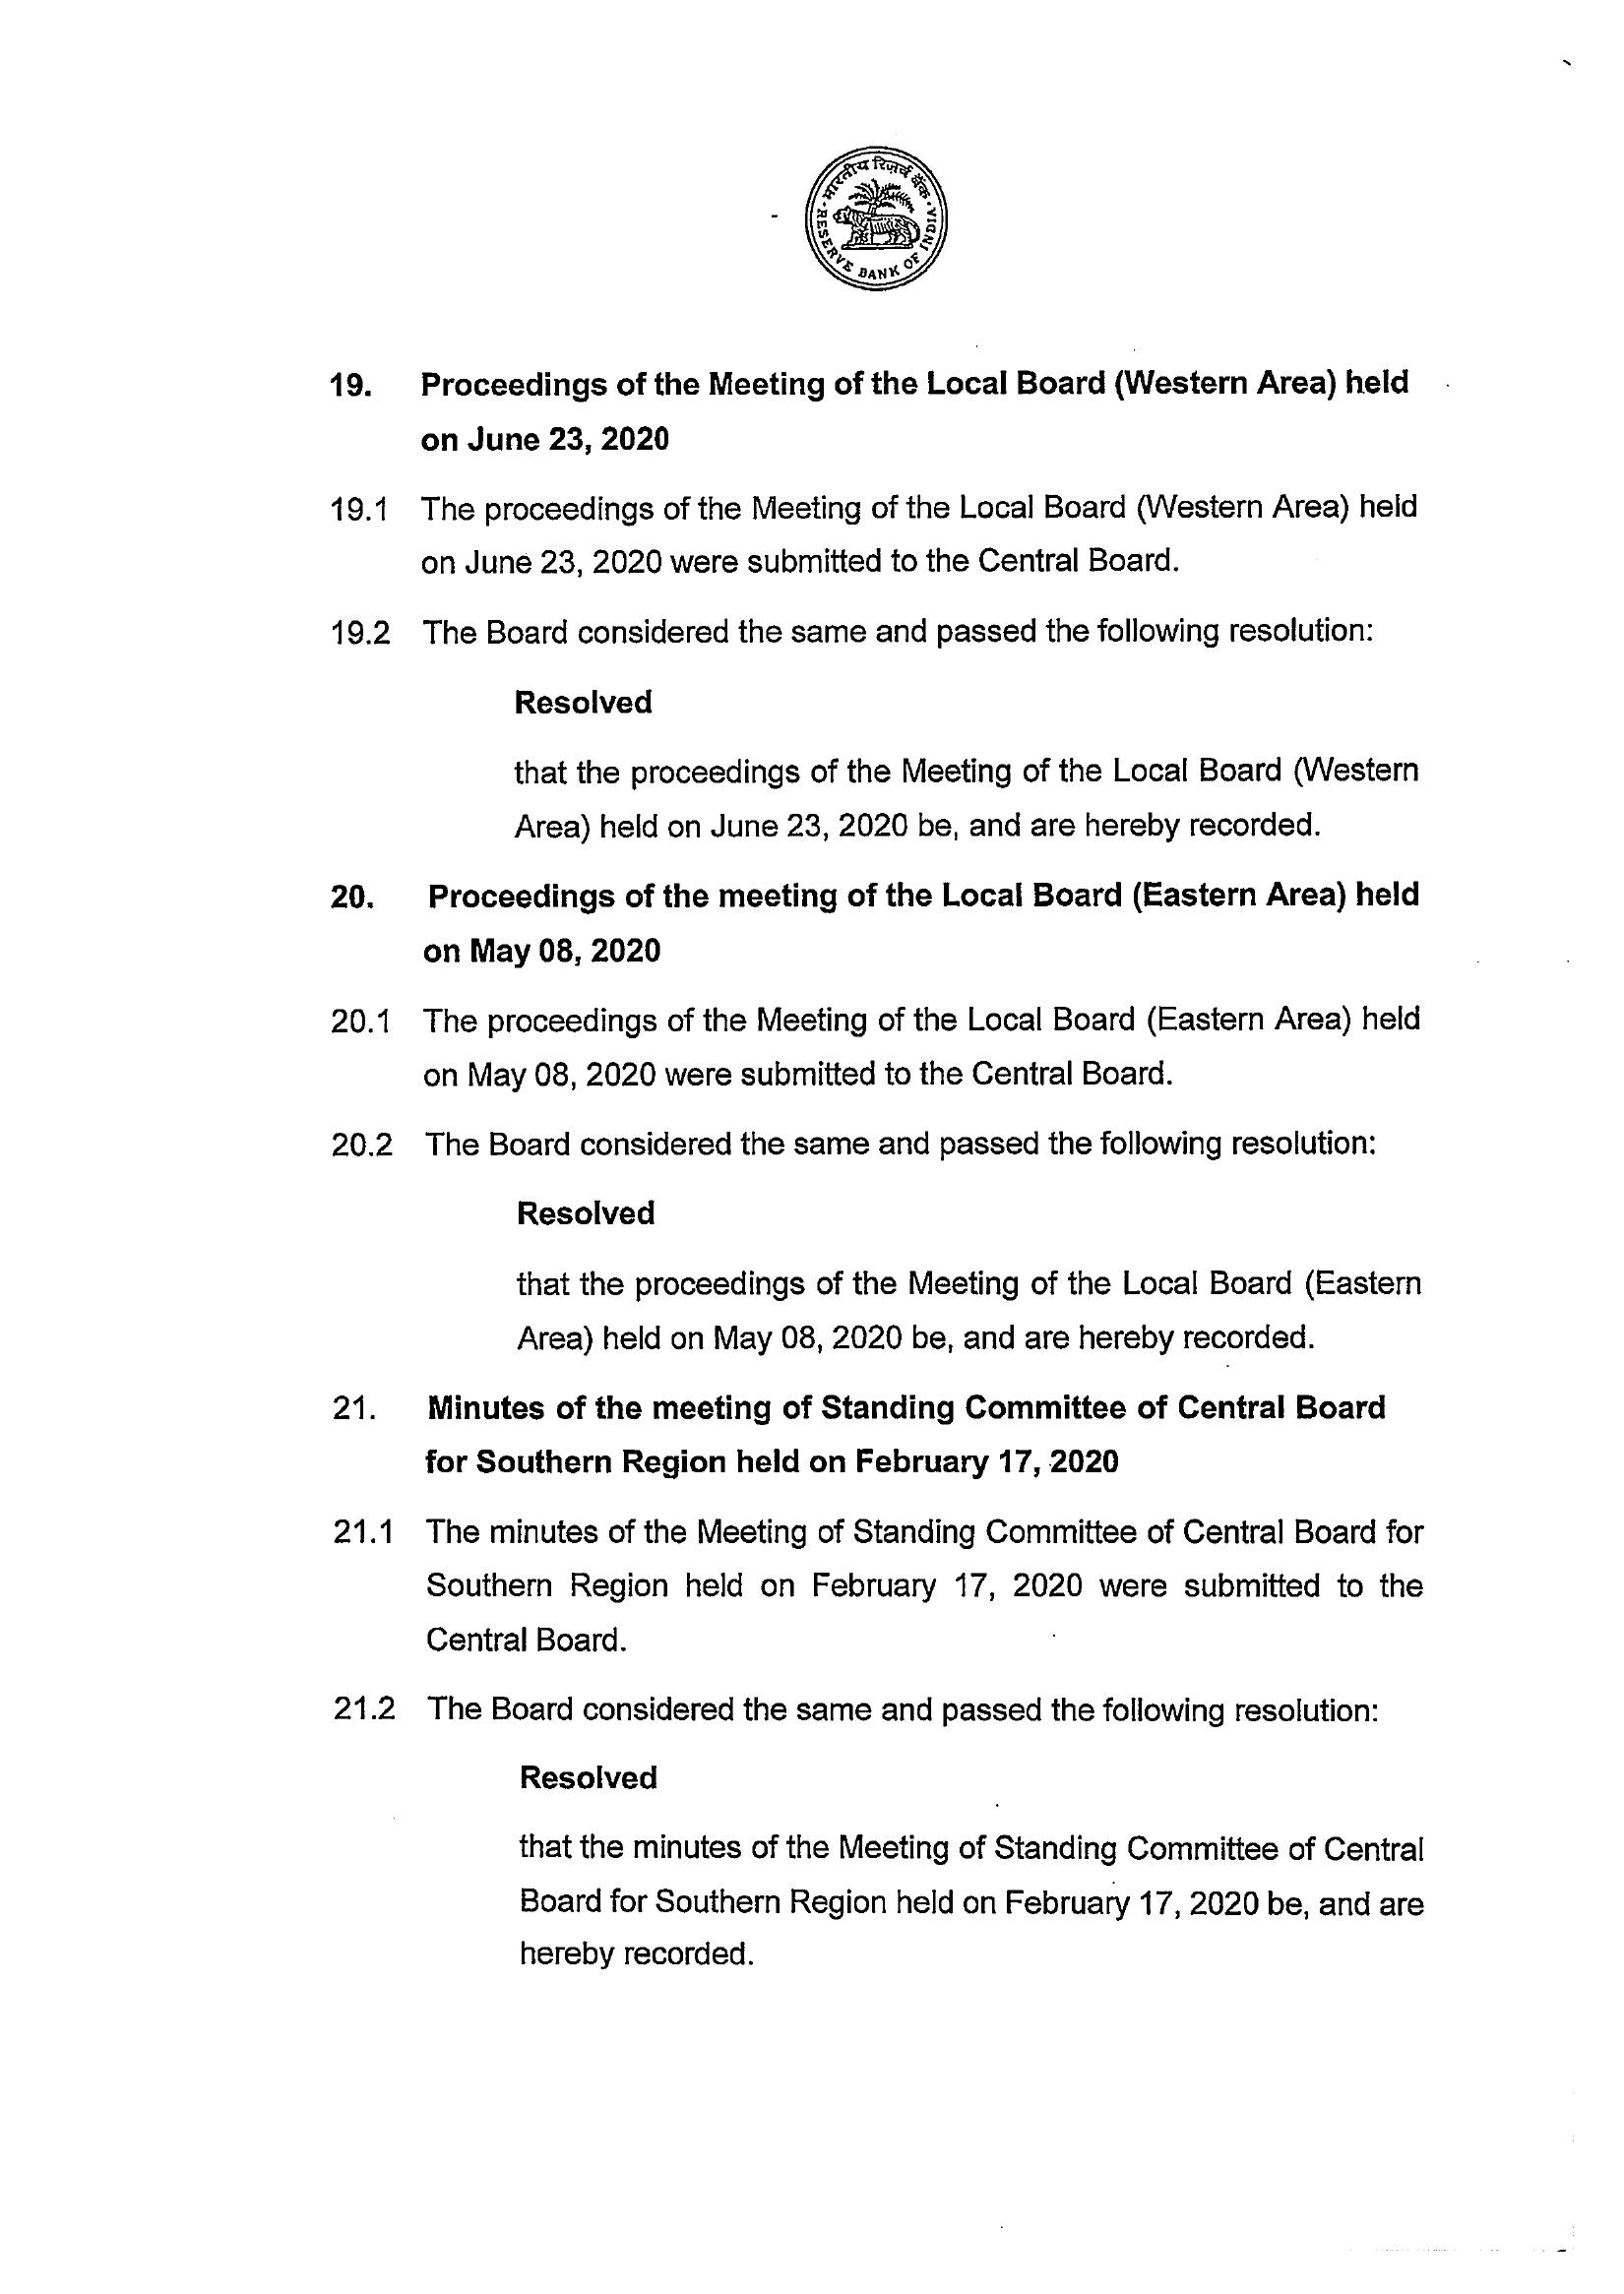 भारतीय रिज़र्व बैंक
RESERVE BANK OF INDIA
19. Proceedings of the Meeting of the Local Board (Western Area) held
on June 23, 2020
19.1 The proceedings of the Meeting of the Local Board (Western Area) held
on June 23, 2020 were submitted to the Central Board.
19.2 The Board considered the same and passed the following resolution:
Resolved
that the proceedings of the Meeting of the Local Board (Western
Area) held on June 23, 2020 be, and are hereby recorded.
20. Proceedings of the meeting of the Local Board (Eastern Area) held
on May 08, 2020
20.1 The proceedings of the Meeting of the Local Board (Eastern Area) held
on May 08, 2020 were submitted to the Central Board.
20.2 The Board considered the same and passed the following resolution:
Resolved
that the proceedings of the Meeting of the Local Board (Eastern
Area) held on May 08, 2020 be, and are hereby recorded.
21. Minutes of the meeting of Standing Committee of Central Board
for Southern Region held on February 17, 2020
21.1 The minutes of the Meeting of Standing Committee of Central Board for
Southern Region held on February 17, 2020 were submitted to the
Central Board.
21.2 The Board considered the same and passed the following resolution:
Resolved
that the minutes of the Meeting of Standing Committee of Central
Board for Southern Region held on February 17, 2020 be, and are
hereby recorded.